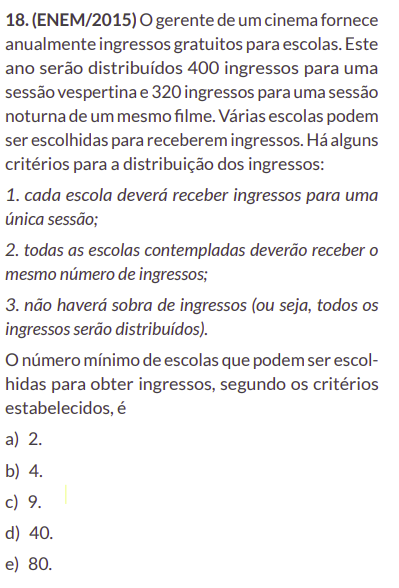 18. (ENEM/2015) O gerente de um cinema fornece
anualmente ingressos gratuitos para escolas. Este
ano serão distribuídos 400 ingressos para uma
sessão vespertina e 320 ingressos para uma sessão
noturna de um mesmo filme. Várias escolas podem
ser escolhidas para receberem ingressos. Há alguns
critérios para a distribuição dos ingressos:
1. cada escola deverá receber ingressos para uma
única sessão;
2. todas as escolas contempladas deverão receber o
mesmo número de ingressos;
3. não haverá sobra de ingressos (ou seja, todos os
ingressos serão distribuídos).
O número mínimo de escolas que podem ser escol-
hidas para obter ingressos, segundo os critérios
estabelecidos, é
a) 2.
b) 4.
c) 9.
d) 40.
e) 80.